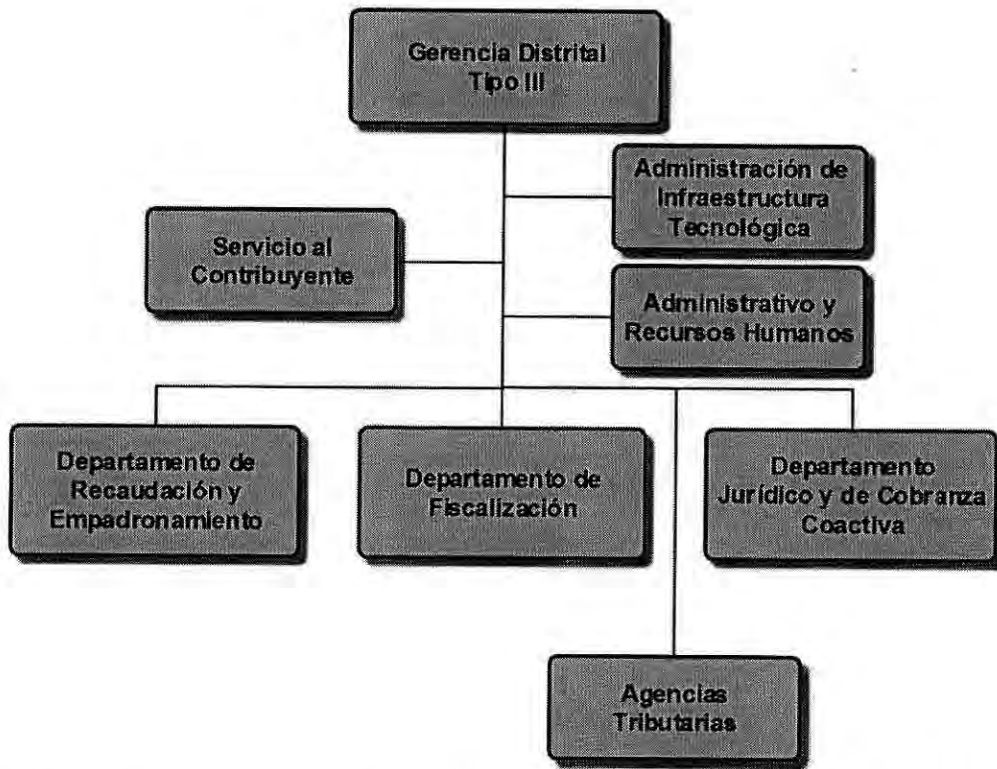 Gerencia Distrital
Tipo III
Administración de
Infraestructura
Tecnológica
Servicio al
Contribuyente
Administrativo y
Recursos Humanos
Departamento de
Recaudación y
Empadronamiento
Departamento de
Fiscalización
Departamento
Jurídico y de Cobranza
Coactiva
Agencias
Tributarias